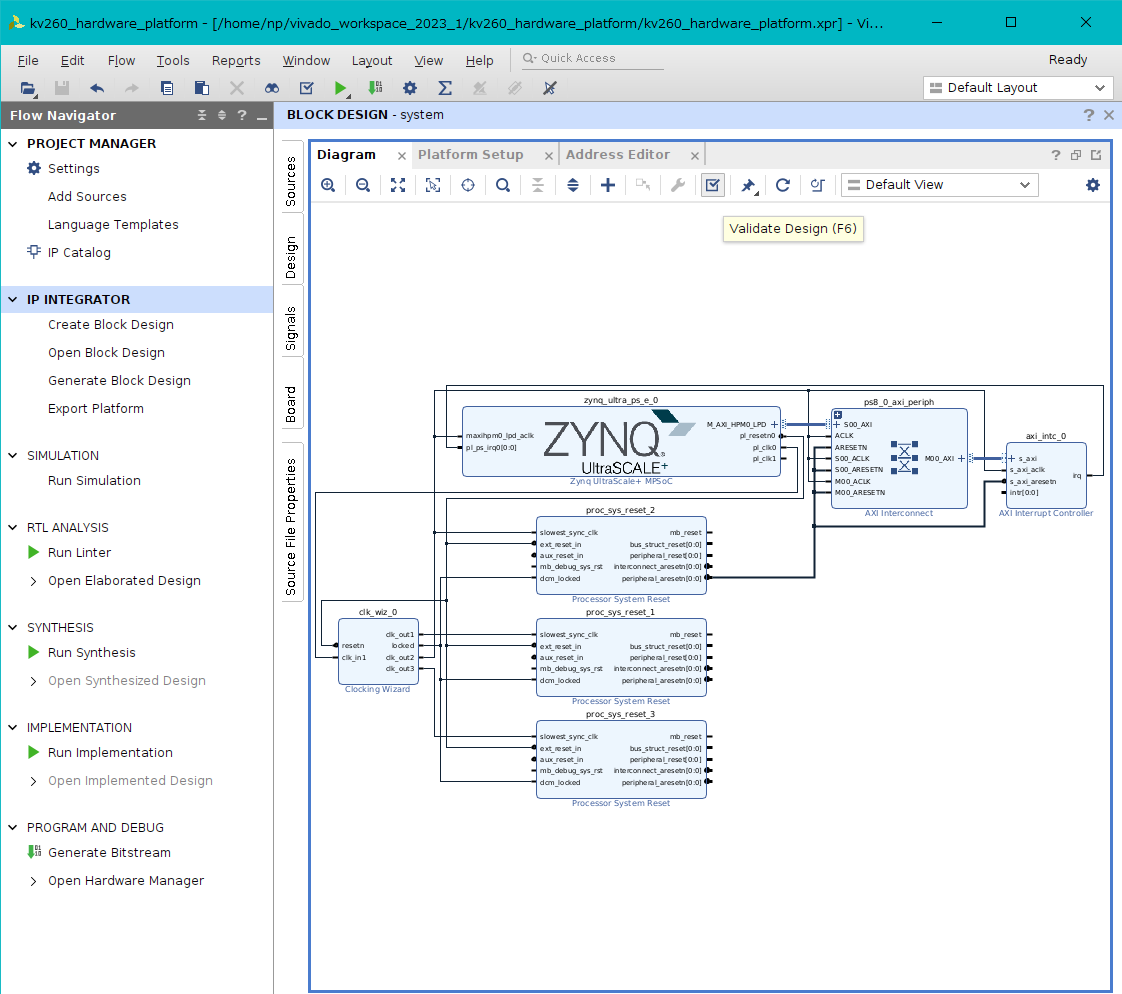 kv260_hardware_platform - [/home/np/vivado_workspace_2023_1/kv260_hardware_platform/kv260_hardware_platform.xpr] - Vi...
File Edit Flow Tools Reports Window Layout View Help Quick Access Ready
Default Layout
Flow Navigator
PROJECT MANAGER
Settings
Add Sources
Language Templates
IP Catalog
IP INTEGRATOR
Create Block Design
Open Block Design
Generate Block Design
Export Platform
SIMULATION
Run Simulation
RTL ANALYSIS
Run Linter
Open Elaborated Design
SYNTHESIS
Run Synthesis
Open Synthesized Design
IMPLEMENTATION
Run Implementation
Open Implemented Design
PROGRAM AND DEBUG
Generate Bitstream
Open Hardware Manager
BLOCK DESIGN - system
Sources
Design
Signals
Board
Source File Properties
Diagram Platform Setup Address Editor
Default View
Validate Design (F6)
zynq_ultra_ps_e_0
maxihpm0_lpd_aclk
pl_ps_irq0[0:0]
ZYNQ
UltraSCALE+
M_AXI_HPM0_LPD
pl_resetn0
pl_clk0
pl_clk1
Zynq UltraScale+ MPSoC
ps8_0_axi_periph
S00_AXI
ACLK
ARESETN
S00_ACLK
S00_ARESETN
M00_ACLK
M00_ARESETN
M00_AXI
AXI Interconnect
axi_intc_0
s_axi
s_axi_aclk
s_axi_aresetn
intr[0:0]
irq
AXI Interrupt Controller
proc_sys_reset_2
slowest_sync_clk mb_reset
ext_reset_in bus_struct_reset[0:0]
aux_reset_in peripheral_reset[0:0]
mb_debug_sys_rst interconnect_aresetn[0:0]
dcm_locked peripheral_aresetn[0:0]
Processor System Reset
clk_wiz_0
resetn
clk_in1
clk_out1
locked
clk_out2
clk_out3
Clocking Wizard
proc_sys_reset_1
slowest_sync_clk mb_reset
ext_reset_in bus_struct_reset[0:0]
aux_reset_in peripheral_reset[0:0]
mb_debug_sys_rst interconnect_aresetn[0:0]
dcm_locked peripheral_aresetn[0:0]
Processor System Reset
proc_sys_reset_3
slowest_sync_clk mb_reset
ext_reset_in bus_struct_reset[0:0]
aux_reset_in peripheral_reset[0:0]
mb_debug_sys_rst interconnect_aresetn[0:0]
dcm_locked peripheral_aresetn[0:0]
Processor System Reset